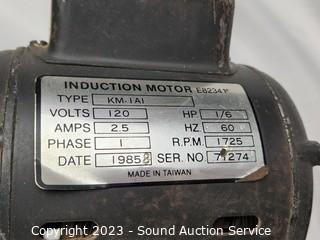 INDUCTION MOTOR E82341
TYPE KM-1A1
VOLTS 120 HP 1/6
AMPS 2.5 HZ. 60
PHASE 1 R.P.M. 1725
DATE 1985 SER. NO.
MADE IN TAIWAN
Copyright © 2023 - Sound Auction Service